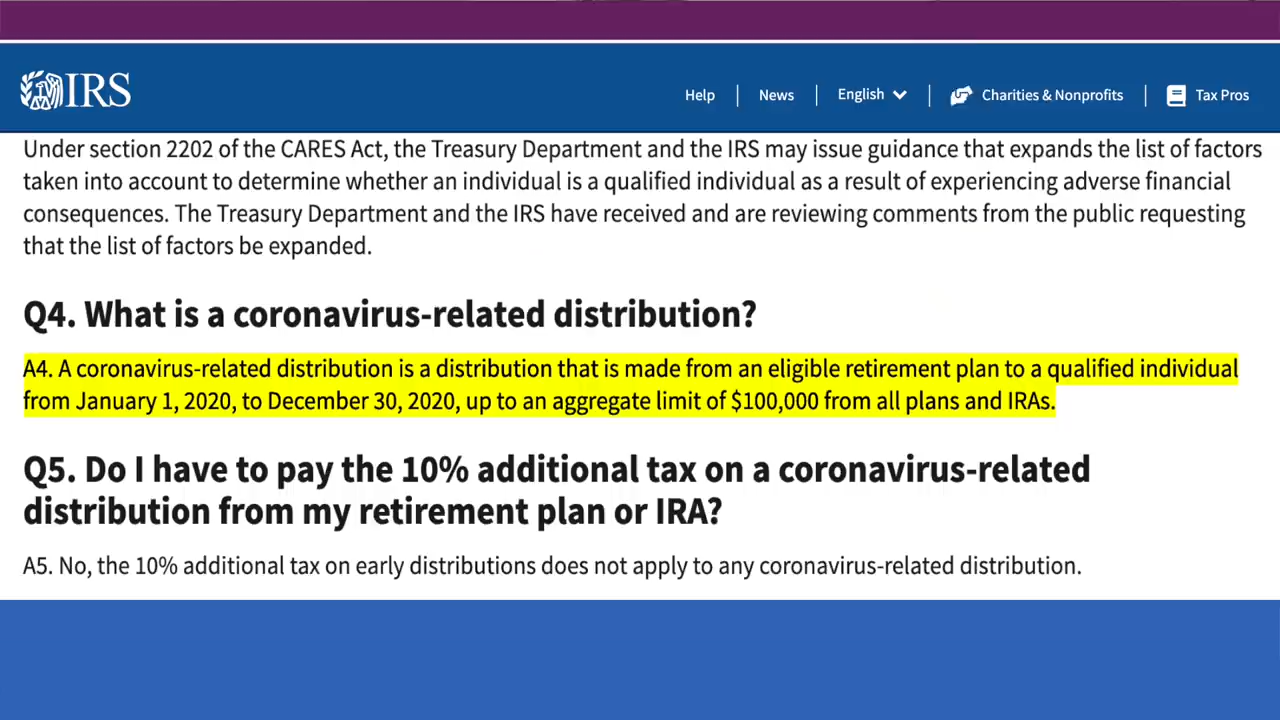 IRS
Help
News
English
Charities & Nonprofits
Tax Pros
Under section 2202 of the CARES Act, the Treasury Department and the IRS may issue guidance that expands the list of factors
taken into account to determine whether an individual is a qualified individual as a result of experiencing adverse financial
consequences. The Treasury Department and the IRS have received and are reviewing comments from the public requesting
that the list of factors be expanded.
Q4. What is a coronavirus-related distribution?
A4. A coronavirus-related distribution is a distribution that is made from an eligible retirement plan to a qualified individual
from January 1, 2020, to December 30, 2020, up to an aggregate limit of $100,000 from all plans and IRAs.
Q5. Do I have to pay the 10% additional tax on a coronavirus-related
distribution from my retirement plan or IRA?
A5. No, the 10% additional tax on early distributions does not apply to any coronavirus-related distribution.